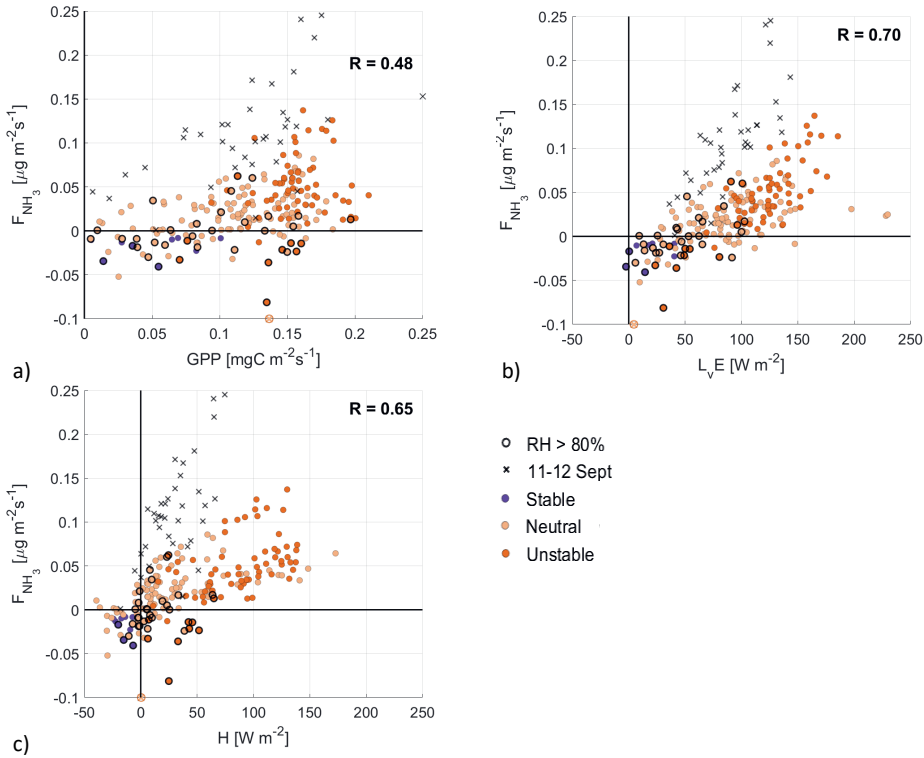 0.25
0.2
0.15
0.1
0.05
0
-0.05
-0.1
F_NH3 [μg m^-2 s^-1]
R = 0.48
0 0.05 0.1 0.15 0.2 0.25
GPP [mgC m^-2 s^-1]
a)
0.25
0.2
0.15
0.1
0.05
0
-0.05
-0.1
F_NH3 [μg m^-2 s^-1]
R = 0.70
-50 0 50 100 150 200 250
L_vE [W m^-2]
b)
0.25
0.2
0.15
0.1
0.05
0
-0.05
-0.1
F_NH3 [μg m^-2 s^-1]
R = 0.65
-50 0 50 100 150 200 250
H [W m^-2]
c)
RH > 80%
11-12 Sept
Stable
Neutral
Unstable